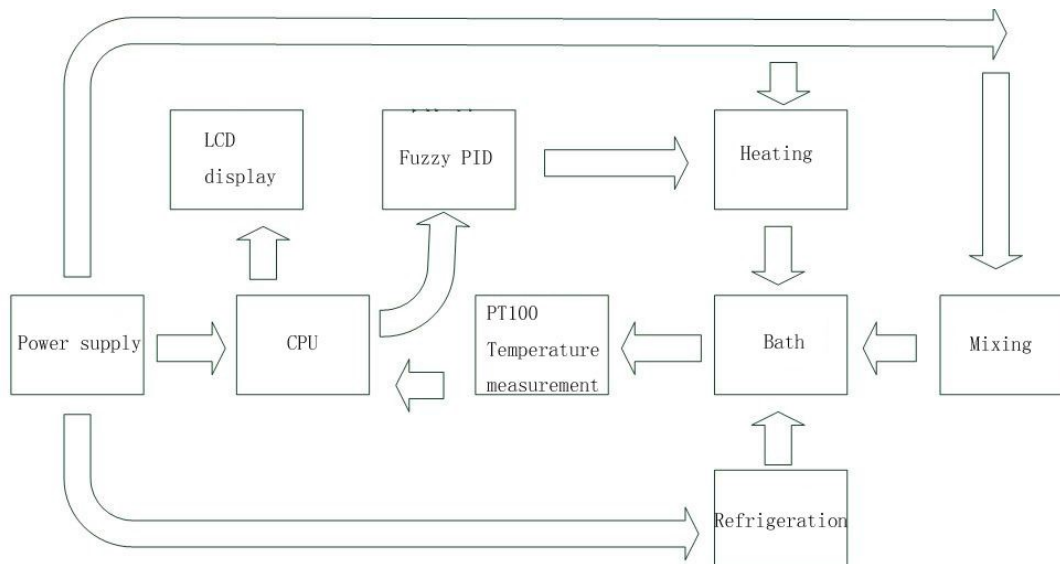 LCD
display
Fuzzy PID
Heating
Power supply
CPU
PT100
Temperature
measurement
Bath
Mixing
Refrigeration